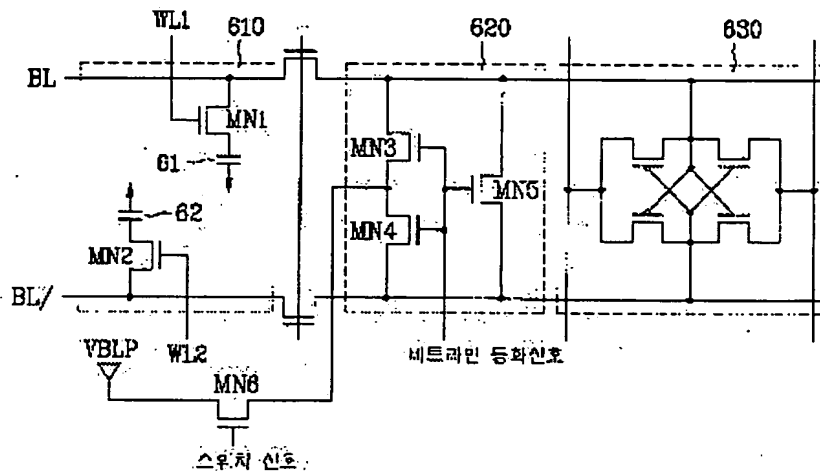 WL1
610
620
630
BL
MN1
61
MN3
MN5
62
MN2
MN4
BL/
WL2
비트라인 등화신호
VBLP
MN6
스위치 신호